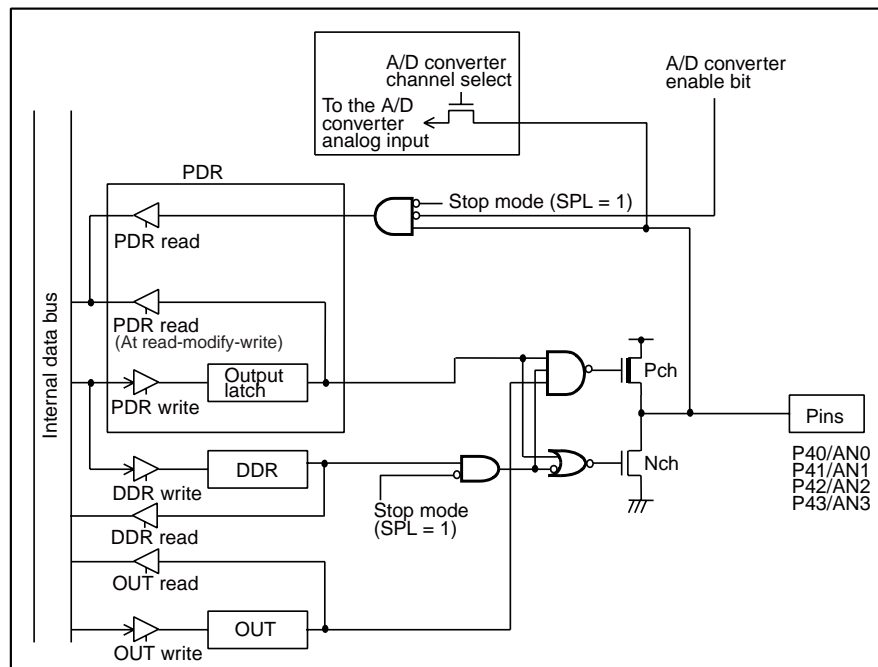 A/D converter
channel select
To the A/D
converter
analog input
A/D converter
enable bit
PDR
Stop mode (SPL = 1)
PDR read
Internal data bus
PDR read
(At read-modify-write)
Output
latch
PDR write
Pch
Pins
DDR
Nch
P40/AN0
P41/AN1
P42/AN2
P43/AN3
DDR write
Stop mode
(SPL = 1)
DDR read
OUT read
OUT
OUT write